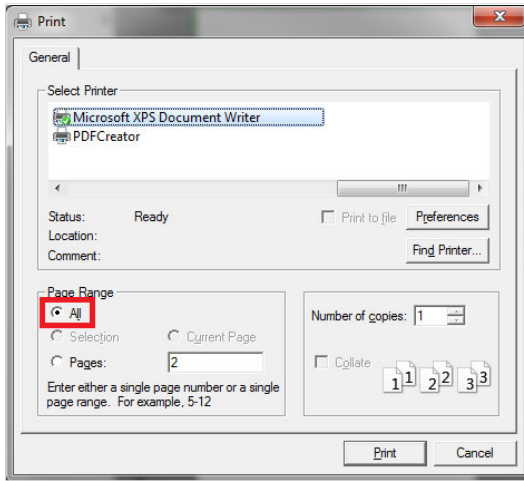 Print
General
Select Printer
Microsoft XPS Document Writer
PDFCreator
Status: Ready
Print to file
Preferences
Location:
Comment:
Find Printer...
Page Range
All
Selection
Current Page
Pages: 2
Enter either a single page number or a single
page range. For example, 5-12
Number of copies: 1
Collate
1 1 2 2 3 3
Print
Cancel